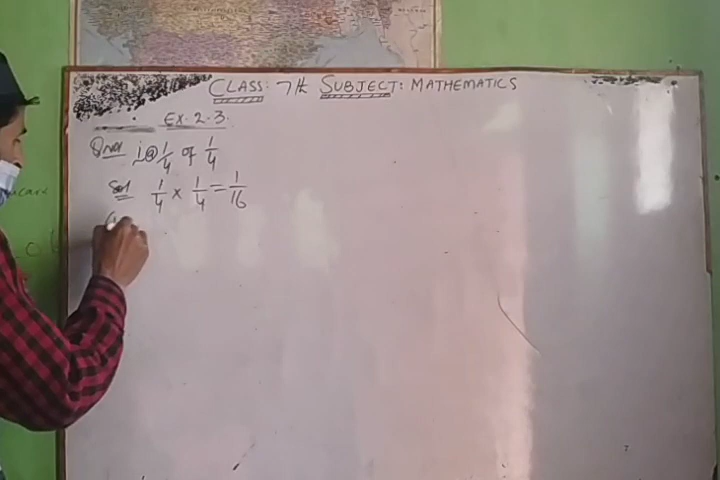 CLASS: 7th SUBJECT: MATHEMATICS
EX. 2.3.
i @ 1/4 of 1/4
Sol 1/4 × 1/4 = 1/16